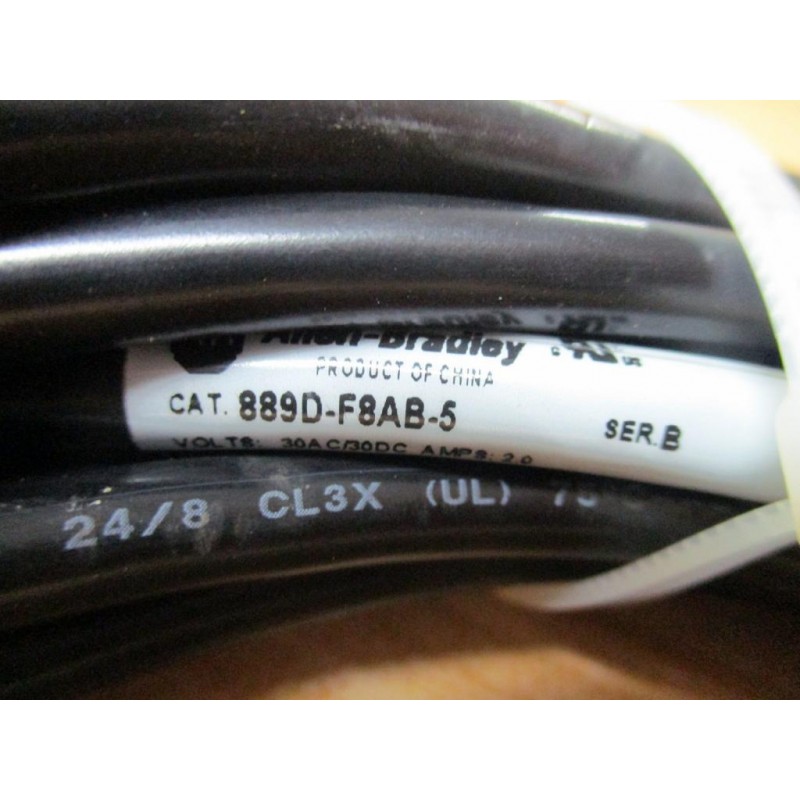 Allen-Bradley
PRODUCT OF CHINA
CAT. 889D-F8AB-5
SER. B
VOLTS: 30AC/30DC AMPS: 2.0
24/8 CL3X (UL)